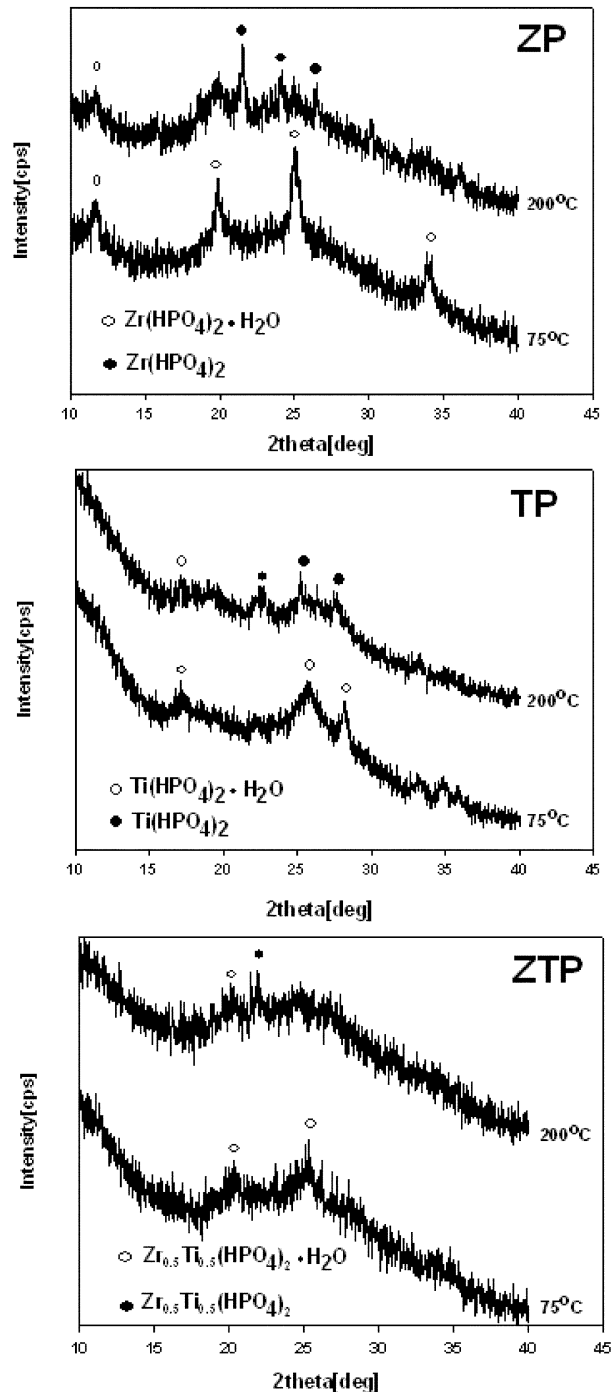 ZP
Intensity[cps]
200°C
75°C
○ Zr(HPO4)2 • H2O
● Zr(HPO4)2
10 15 20 25 30 35 40 45
2theta[deg]
TP
Intensity[cps]
200°C
75°C
○ Ti(HPO4)2 • H2O
● Ti(HPO4)2
10 15 20 25 30 35 40 45
2theta[deg]
ZTP
Intensity[cps]
200°C
○ Zr0.5Ti0.5(HPO4)2 • H2O
● Zr0.5Ti0.5(HPO4)2
75°C
10 15 20 25 30 35 40 45
2theta[deg]